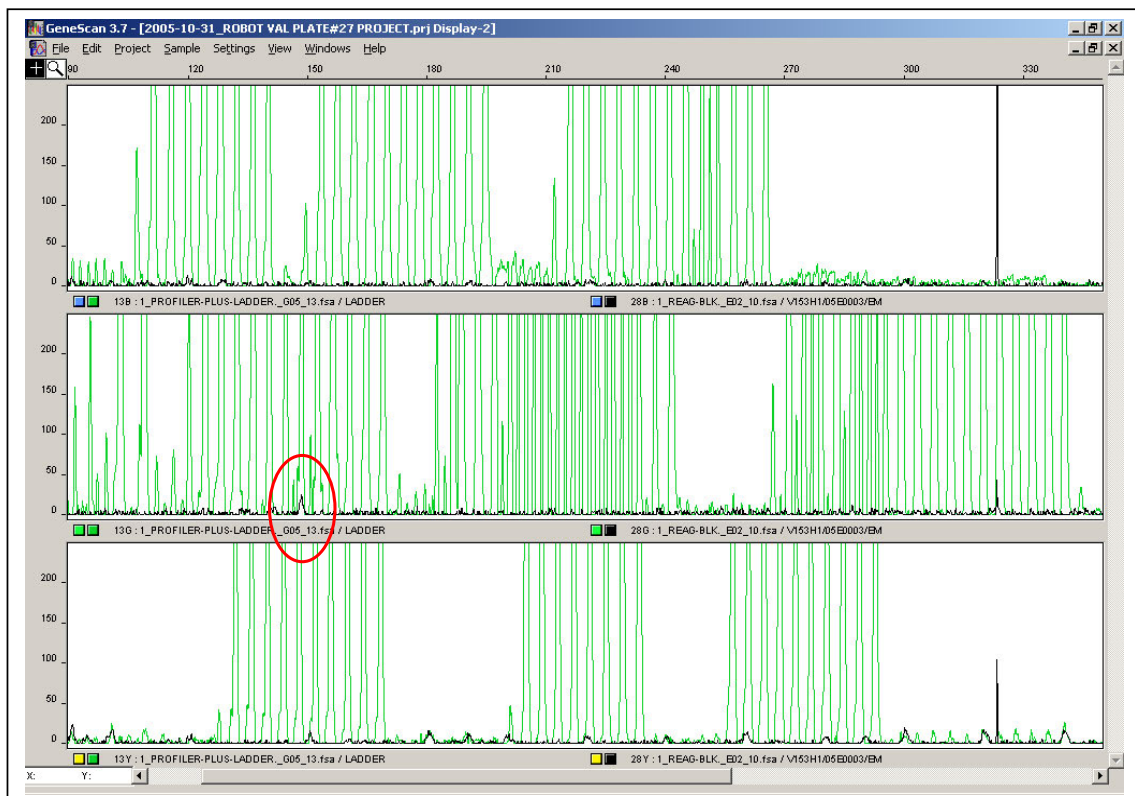 GeneScan 3.7 - [2005-10-31_ROBOT VAL PLATE#27 PROJECT.prj Display-2]
File Edit Project Sample Settings View Windows Help
90 120 150 180 210 240 270 300 330
200
150
100
50
0
13B : 1_PROFILER-PLUS-LADDER._G05_13.fsa / LADDER 28B : 1_REAG-BLK._E02_10.fsa / V153H1/05E0003/EM
200
150
100
50
0
13G : 1_PROFILER-PLUS-LADDER._G05_13.fsa / LADDER 28G : 1_REAG-BLK._E02_10.fsa / V153H1/05E0003/EM
200
150
100
50
0
13Y : 1_PROFILER-PLUS-LADDER._G05_13.fsa / LADDER 28Y : 1_REAG-BLK._E02_10.fsa / V153H1/05E0003/EM
X: Y: